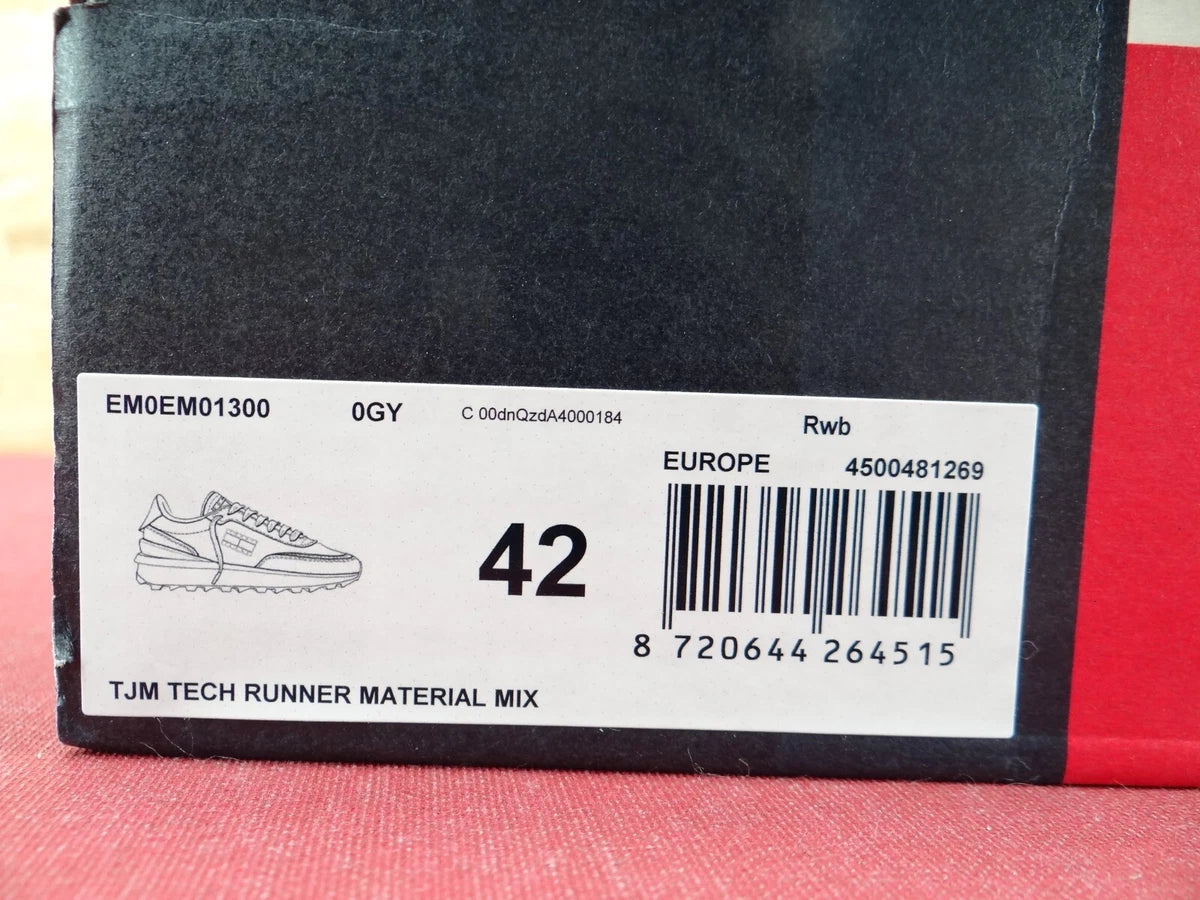 EM0EM01300 0GY C 00dnQzdA4000184 Rwb
EUROPE 4500481269
42
8 720644 264515
TJM TECH RUNNER MATERIAL MIX